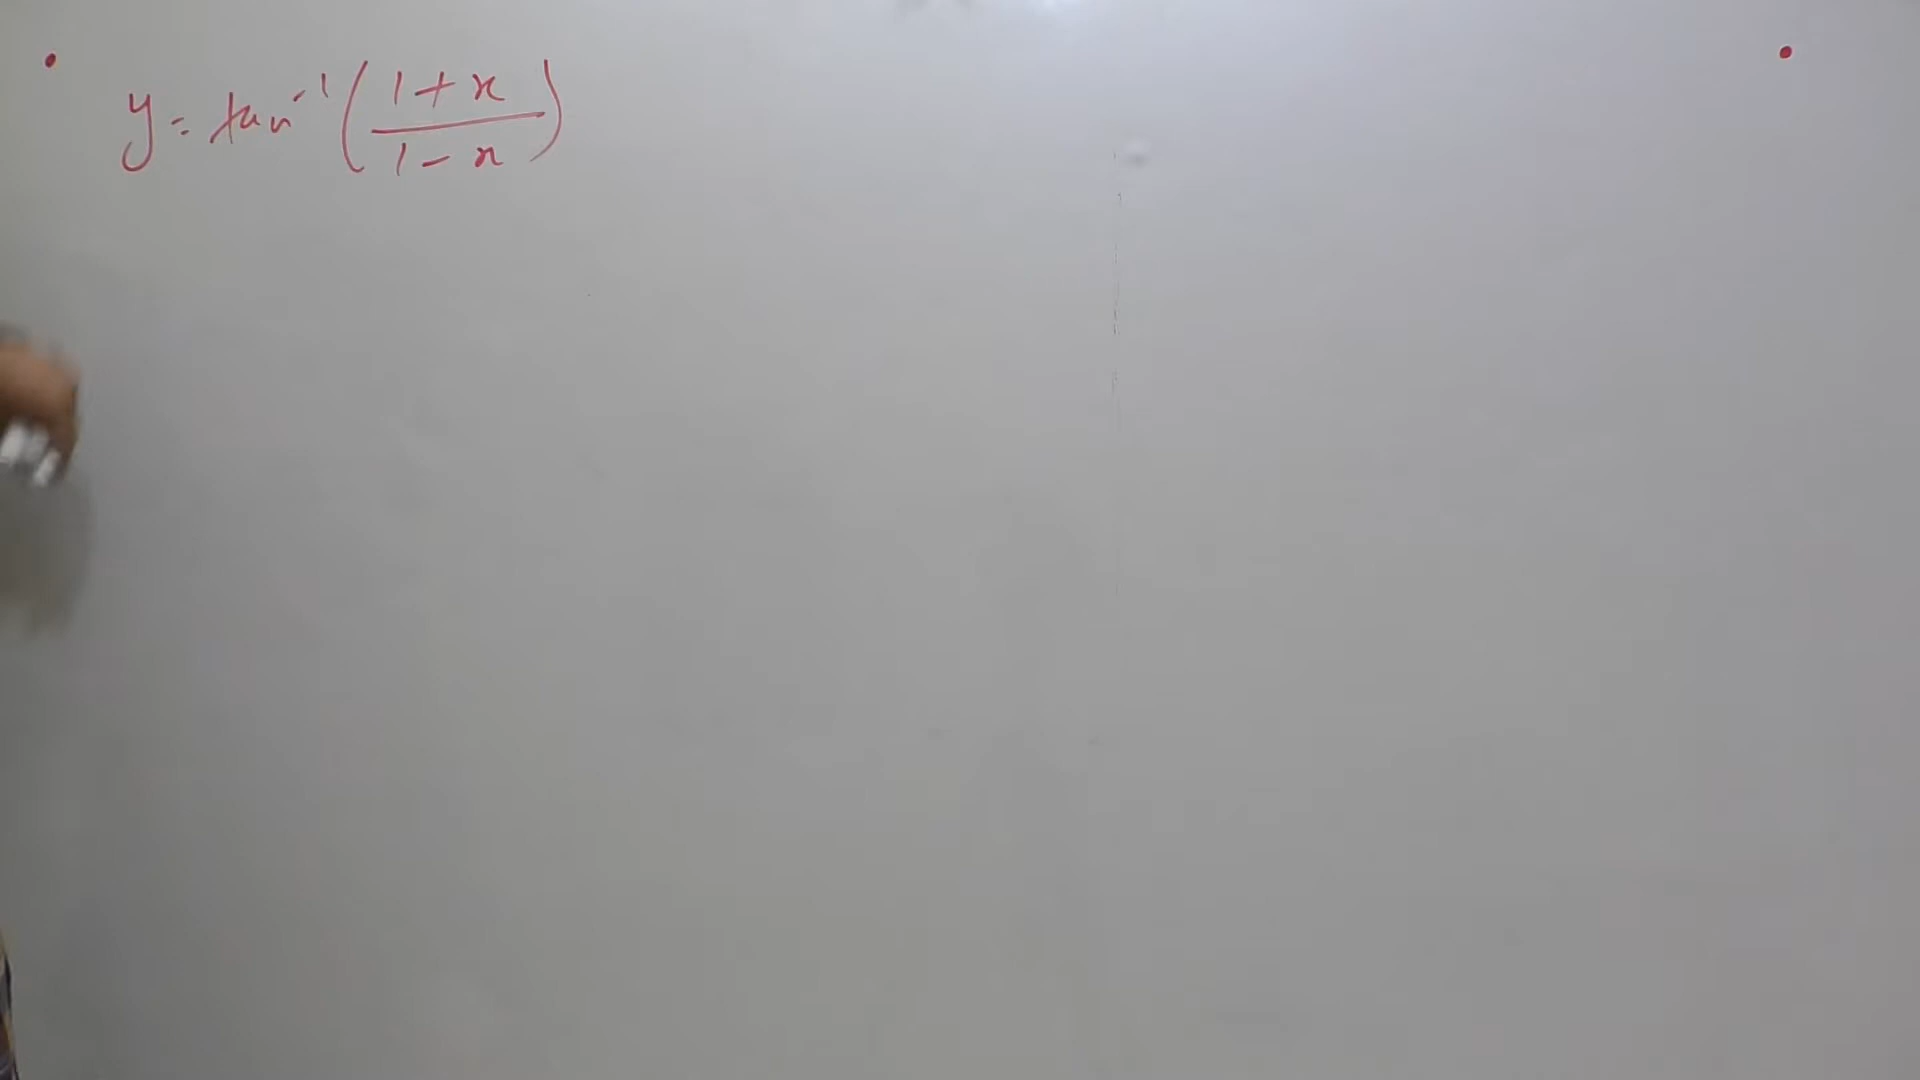 y = tan⁻¹((1+x)/(1-x))